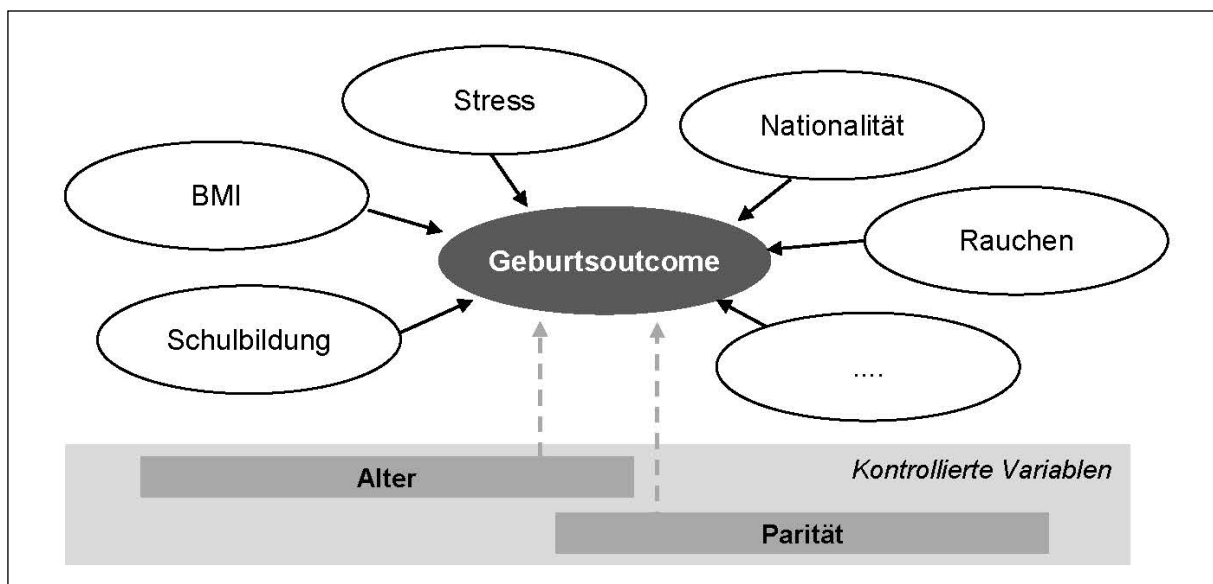 Stress
Nationalität
BMI
Rauchen
Geburtsoutcome
Schulbildung
....
Kontrollierte Variablen
Alter
Parität